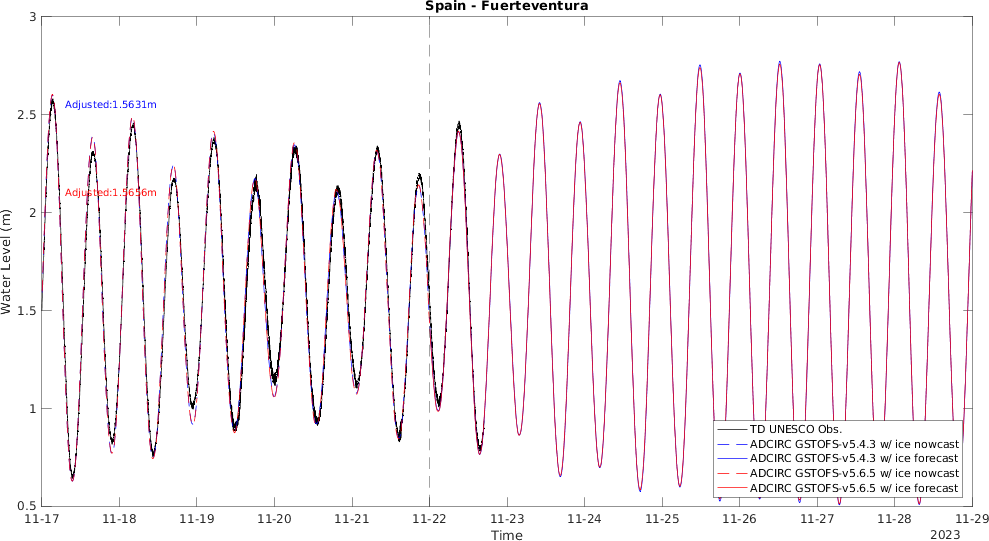 Spain - Fuerteventura
3
Adjusted:1.5631m
2.5
Adjusted:1.5656m
2
Water Level (m)
1.5
1
TD UNESCO Obs.
ADCIRC GSTOFS-v5.4.3 w/ ice nowcast
ADCIRC GSTOFS-v5.4.3 w/ ice forecast
ADCIRC GSTOFS-v5.6.5 w/ ice nowcast
ADCIRC GSTOFS-v5.6.5 w/ ice forecast
0.5
11-17 11-18 11-19 11-20 11-21 11-22 11-23 11-24 11-25 11-26 11-27 11-28 11-29
Time
2023